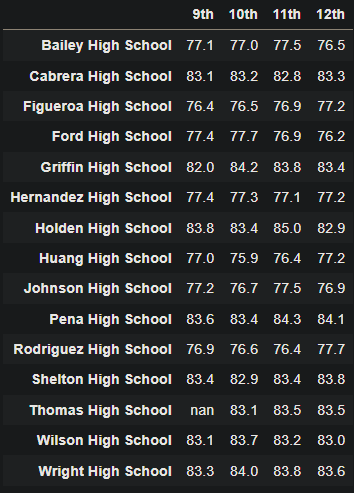 9th 10th 11th 12th
Bailey High School 77.1 77.0 77.5 76.5
Cabrera High School 83.1 83.2 82.8 83.3
Figueroa High School 76.4 76.5 76.9 77.2
Ford High School 77.4 77.7 76.9 76.2
Griffin High School 82.0 84.2 83.8 83.4
Hernandez High School 77.4 77.3 77.1 77.2
Holden High School 83.8 83.4 85.0 82.9
Huang High School 77.0 75.9 76.4 77.2
Johnson High School 77.2 76.7 77.5 76.9
Pena High School 83.6 83.4 84.3 84.1
Rodriguez High School 76.9 76.6 76.4 77.7
Shelton High School 83.4 82.9 83.4 83.8
Thomas High School nan 83.1 83.5 83.5
Wilson High School 83.1 83.7 83.2 83.0
Wright High School 83.3 84.0 83.8 83.6